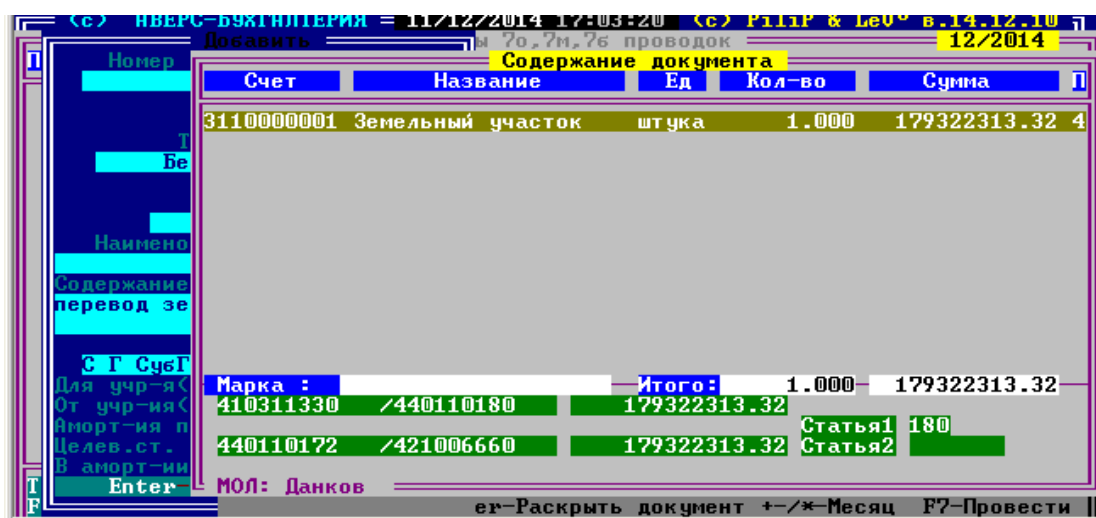 (c) АВЕРС-БУХГАЛТЕРИЯ = 11/12/2014 17:03:20 (c) PiliP & LeV° в.14.12.10
Добавить ы 7о,7м,7б проводок 12/2014
П Номер Содержание документа
Счет Название Ед Кол-во Сумма П
3110000001 Земельный участок штука 1.000 179322313.32 4
Т
Бе
Наимено
Содержание
перевод зе
С Г СубГ
Для учр-я( Марка : Итого: 1.000 179322313.32
От учр-ия( 410311330 /440110180 179322313.32
Аморт-ия п Статья1 180
Целев.ст. 440110172 /421006660 179322313.32 Статья2
В аморт-ии
Т Enter- МОЛ: Данков
F er-Раскрыть документ +-/*-Месяц F7-Провести